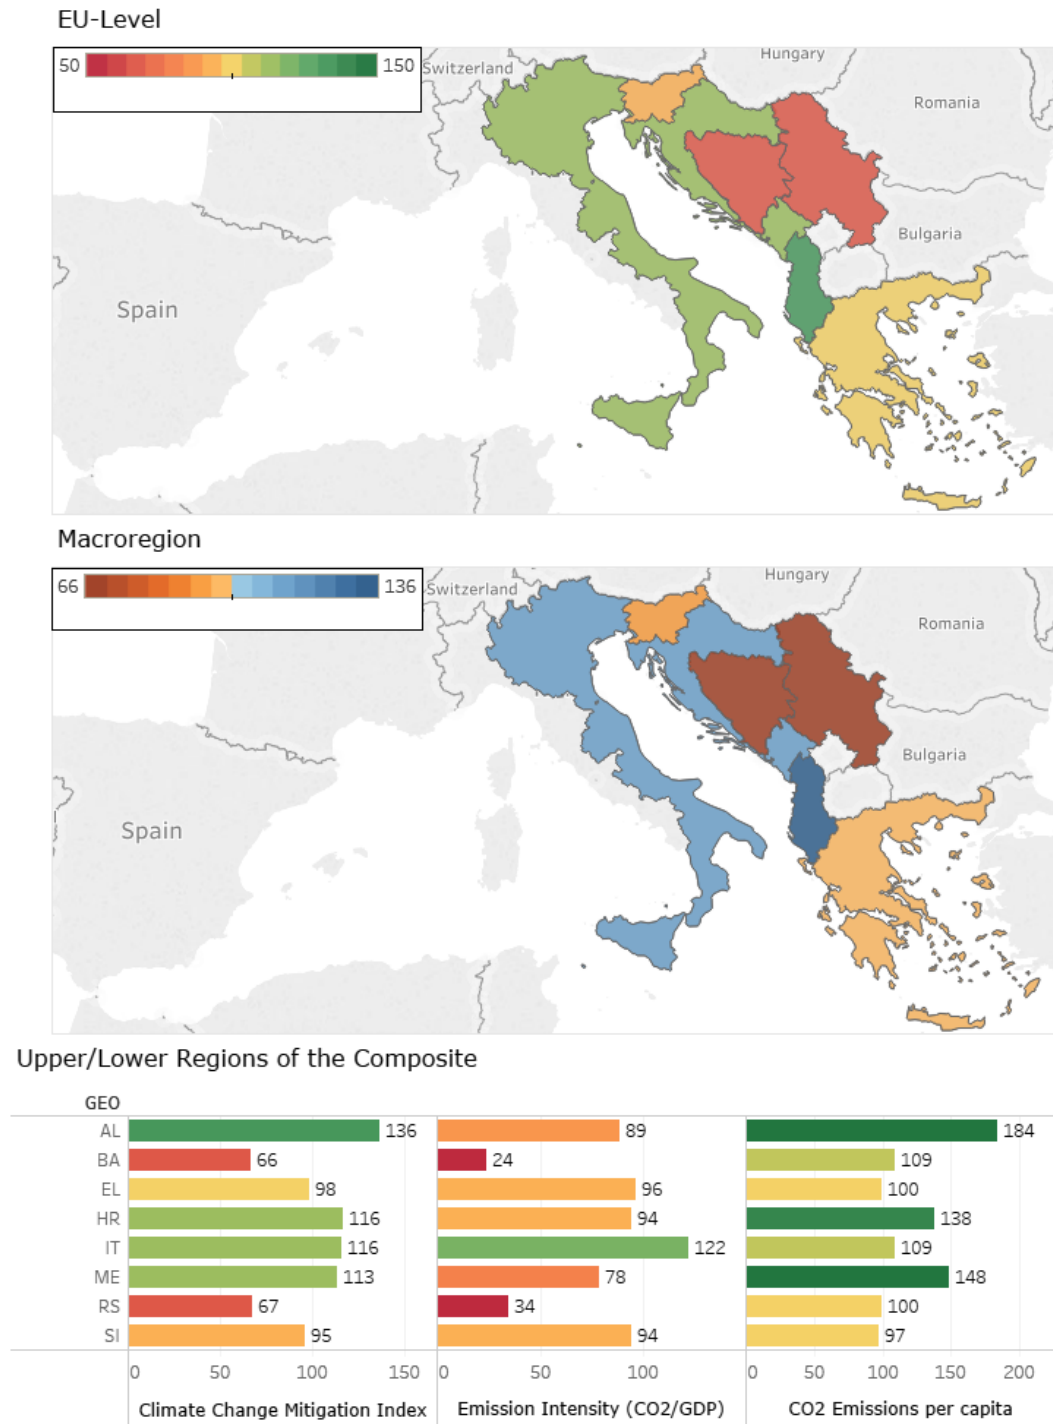 EU-Level
50 150
Switzerland
Hungary
Romania
Bulgaria
Spain
Macroregion
66 136
Switzerland
Hungary
Romania
Bulgaria
Spain
Upper/Lower Regions of the Composite
GEO
AL 136 89 184
BA 66 24 109
EL 98 96 100
HR 116 94 138
IT 116 122 109
ME 113 78 148
RS 67 34 100
SI 95 94 97
0 50 100 150 0 50 100 0 50 100 150 200
Climate Change Mitigation Index Emission Intensity (CO2/GDP) CO2 Emissions per capita